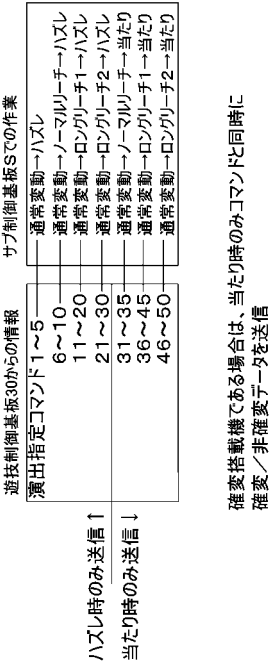 遊技制御基板30からの情報 サブ制御基板Sでの作業
演出指定コマンド1～5 通常変動→ハズレ
6～10 通常変動→ノーマルリーチ→ハズレ
11～20 通常変動→ロングリーチ1→ハズレ
21～30 通常変動→ロングリーチ2→ハズレ
31～35 通常変動→ノーマルリーチ→当たり
36～45 通常変動→ロングリーチ1→当たり
46～50 通常変動→ロングリーチ2→当たり
ハズレ時のみ送信↑
当たり時のみ送信↓
確変搭載機である場合は、当たり時のみコマンドと同時に
確変／非確変データを送信